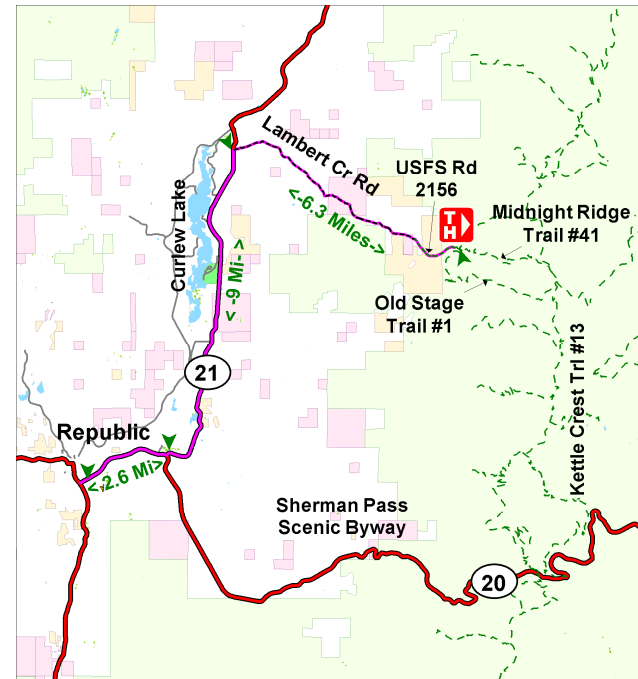 Lambert Cr Rd
USFS Rd
2156
TH
Midnight Ridge
Trail #41
<-6.3 Miles->
Curlew Lake
< -9 Mi- >
Old Stage
Trail #1
Kettle Crest Trl #13
21
Republic
<-2.6 Mi>
Sherman Pass
Scenic Byway
20